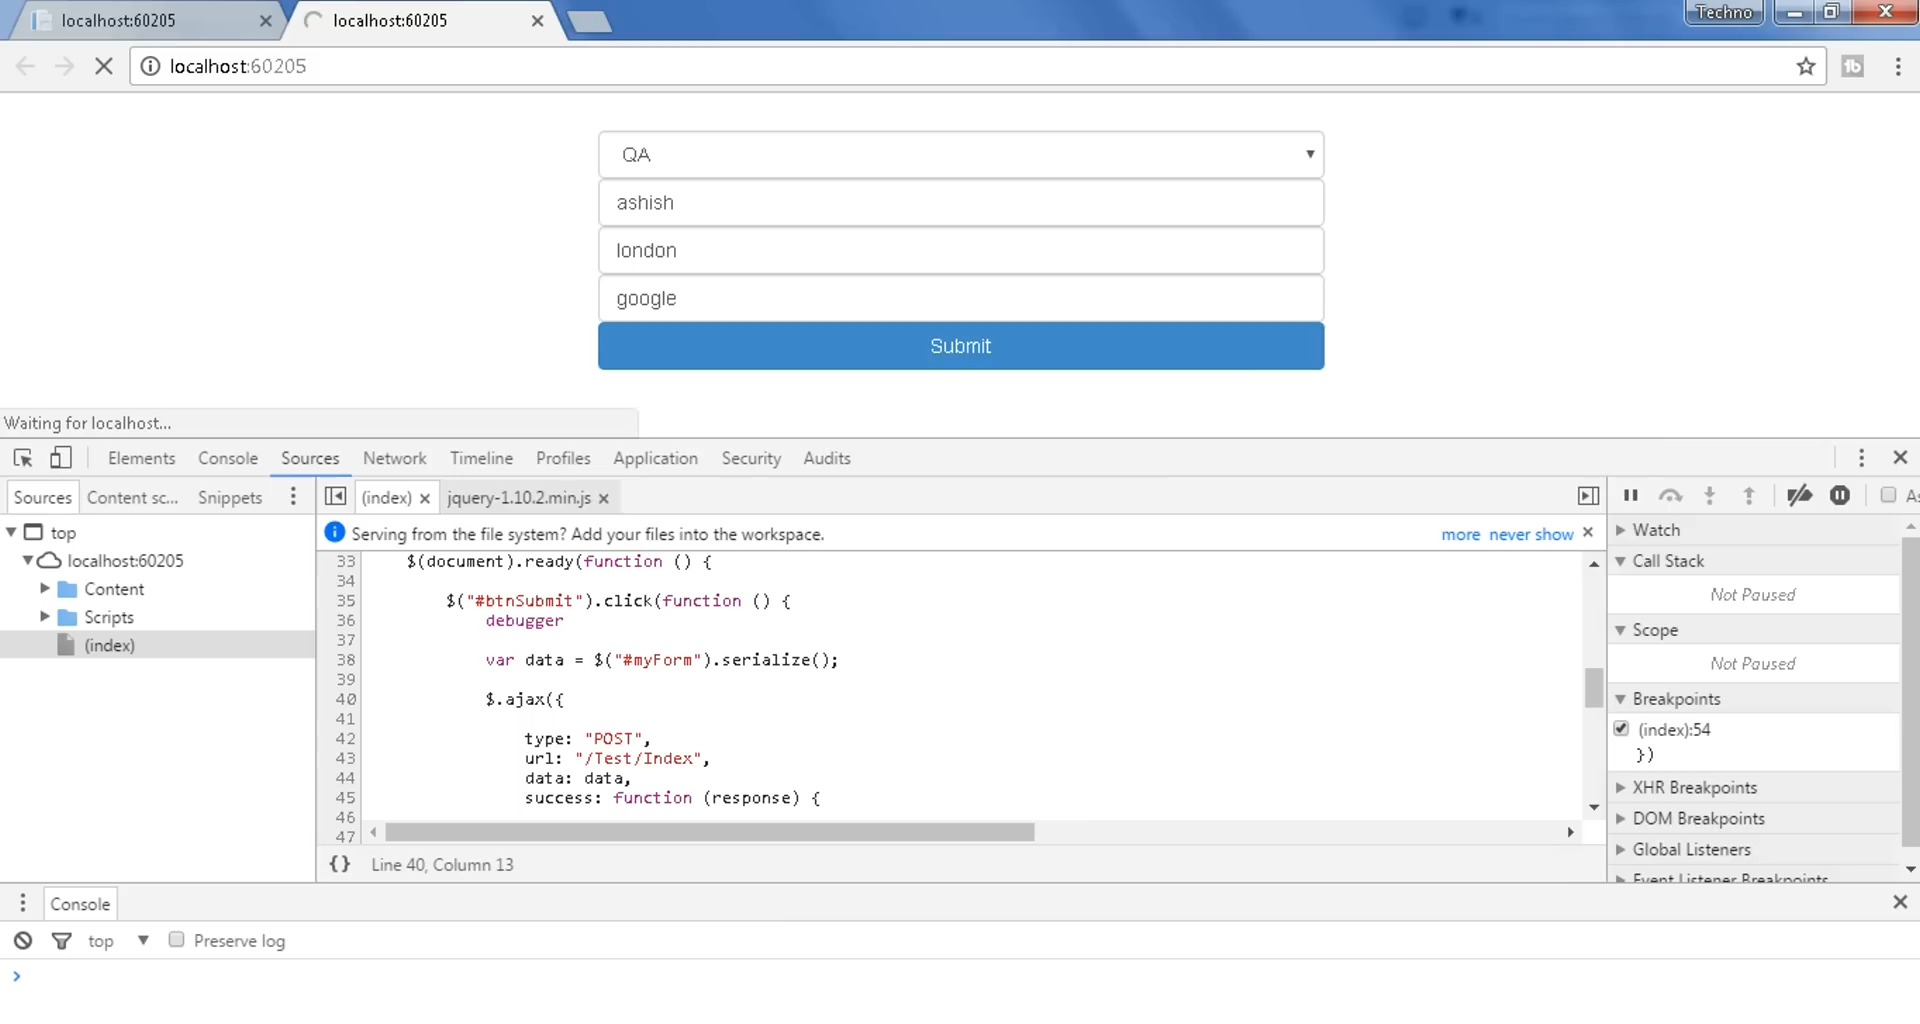 localhost:60205
localhost:60205
Techno
localhost:60205
QA
ashish
london
google
Submit
Waiting for localhost...
Elements Console Sources Network Timeline Profiles Application Security Audits
Sources Content sc... Snippets
(index) jquery-1.10.2.min.js
As
top
localhost:60205
Content
Scripts
(index)
Serving from the file system? Add your files into the workspace. more never show
33 $(document).ready(function () {
34
35 $("#btnSubmit").click(function () {
36 debugger
37
38 var data = $("#myForm").serialize();
39
40 $.ajax({
41
42 type: "POST",
43 url: "/Test/Index",
44 data: data,
45 success: function (response) {
46
47
{} Line 40, Column 13
Watch
Call Stack
Not Paused
Scope
Not Paused
Breakpoints
(index):54
})
XHR Breakpoints
DOM Breakpoints
Global Listeners
Event Listener Breakpoints
Console
top Preserve log
>